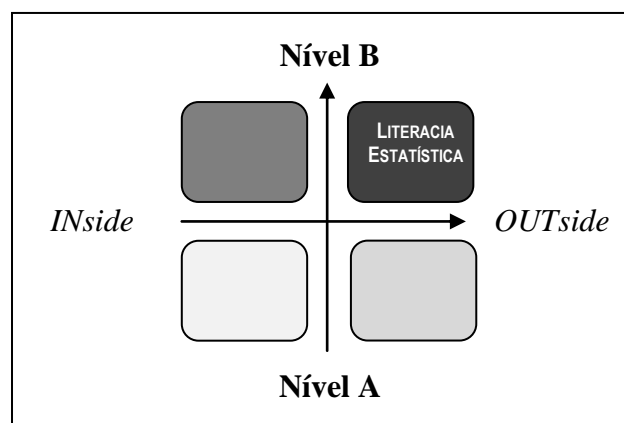 Nível B
LITERACIA
ESTATÍSTICA
INside
OUTside
Nível A